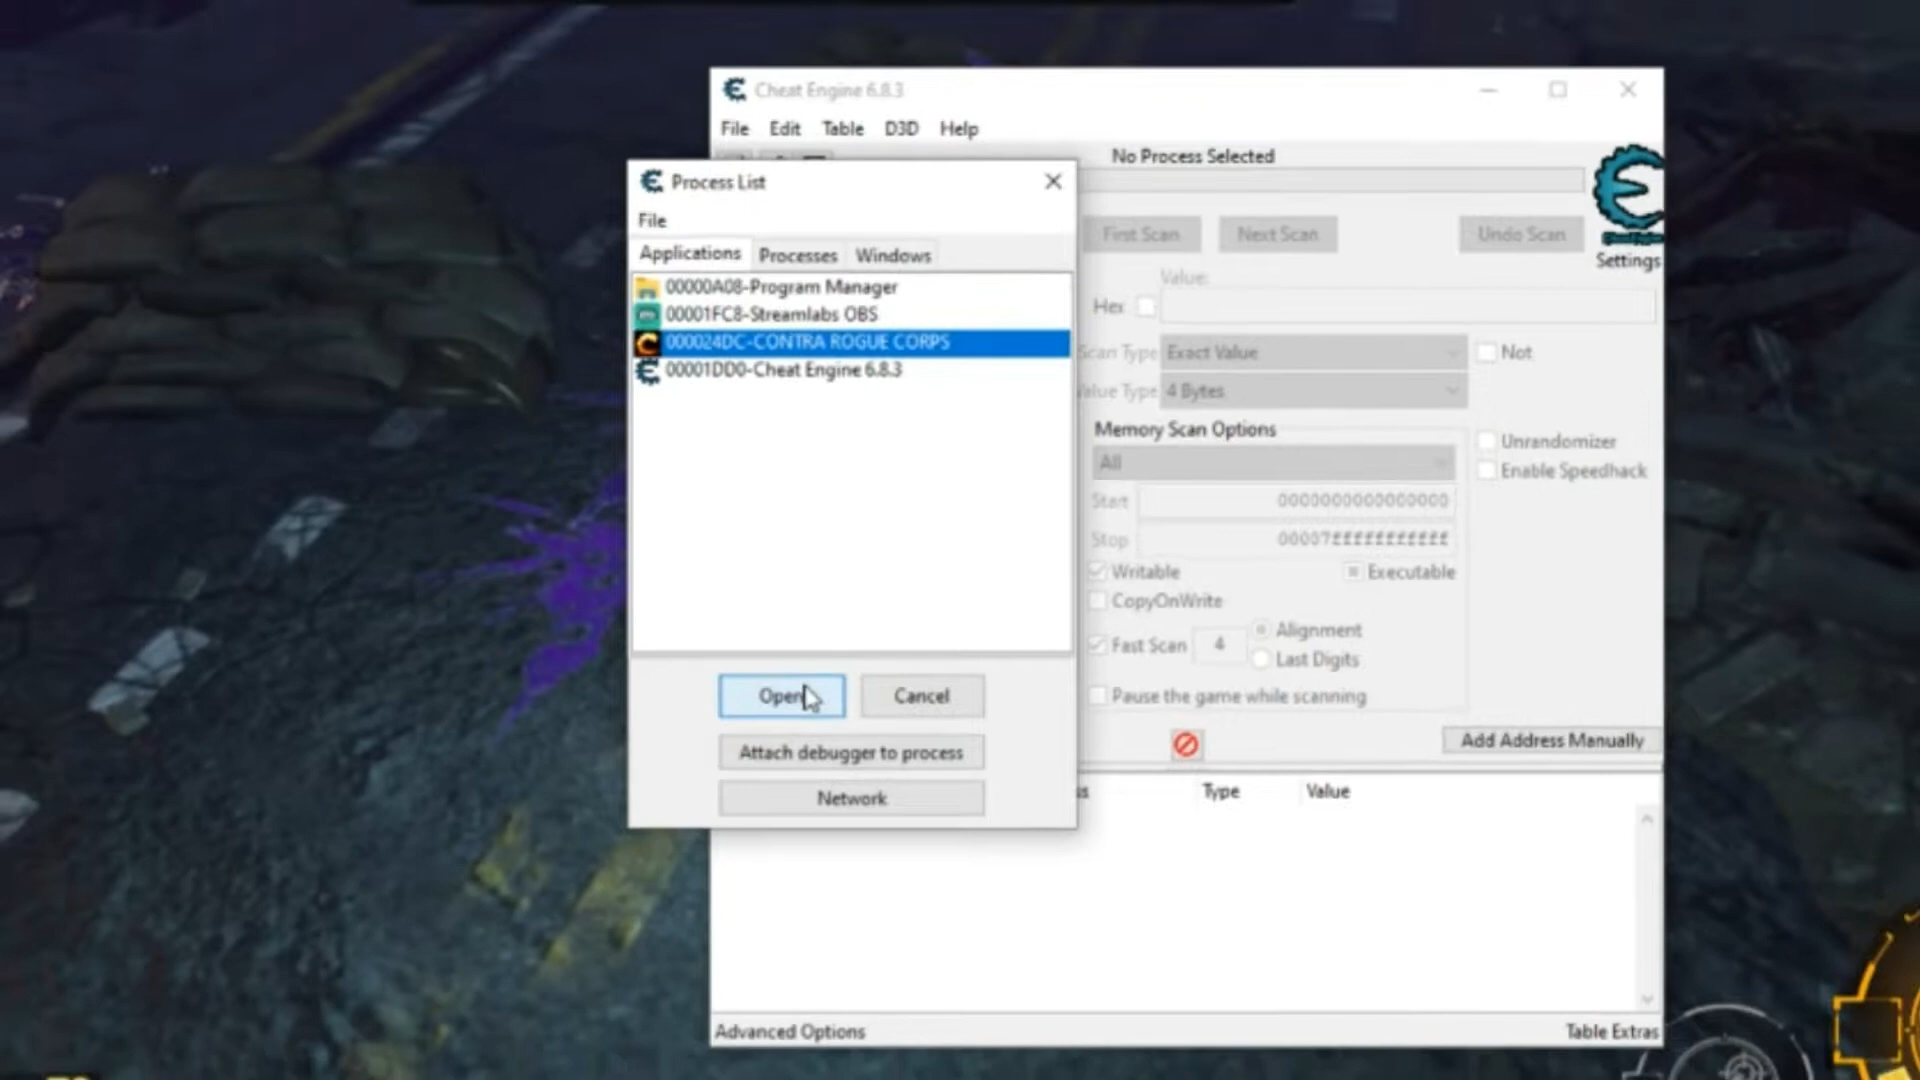 Cheat Engine 6.8.3
File Edit Table D3D Help
No Process Selected
Process List
File
Applications Processes Windows
00000A08-Program Manager
00001FC8-Streamlabs OBS
000024DC-CONTRA ROGUE CORPS
00001DD0-Cheat Engine 6.8.3
Open Cancel
Attach debugger to process
Network
First Scan Next Scan Undo Scan
Settings
Value:
Hex
Scan Type Exact Value Not
Value Type 4 Bytes
Memory Scan Options
All
Unrandomizer
Enable Speedhack
Start 0000000000000000
Stop 00007fffffffffff
Writable Executable
CopyOnWrite
Fast Scan 4 Alignment
Last Digits
Pause the game while scanning
Add Address Manually
Type Value
Advanced Options Table Extras